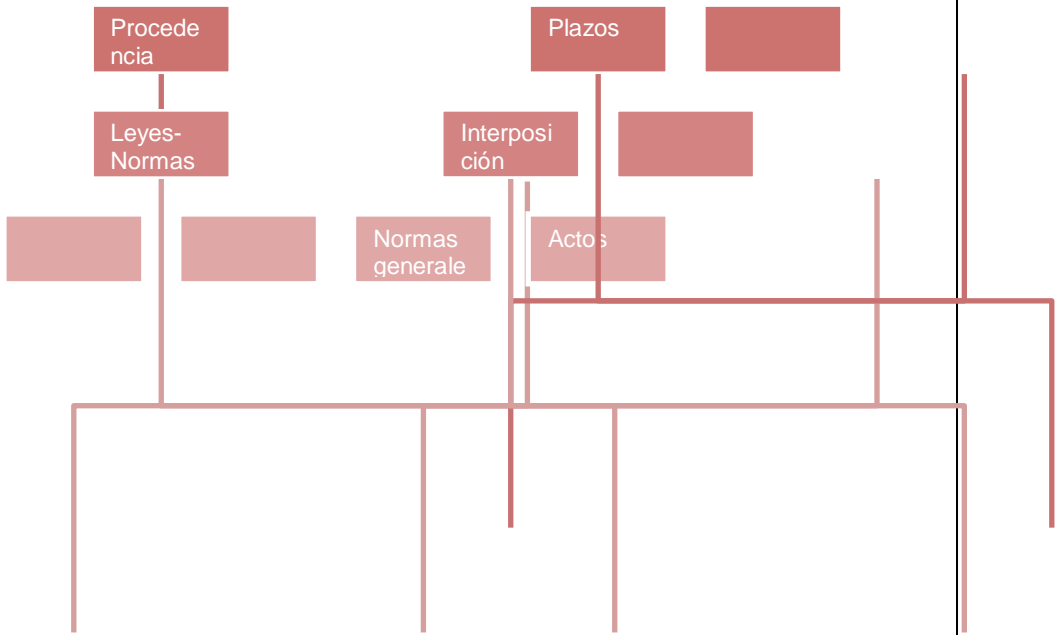 Procede
ncia
Plazos
Leyes-
Normas
Interposi
ción
Normas
generale
Actos